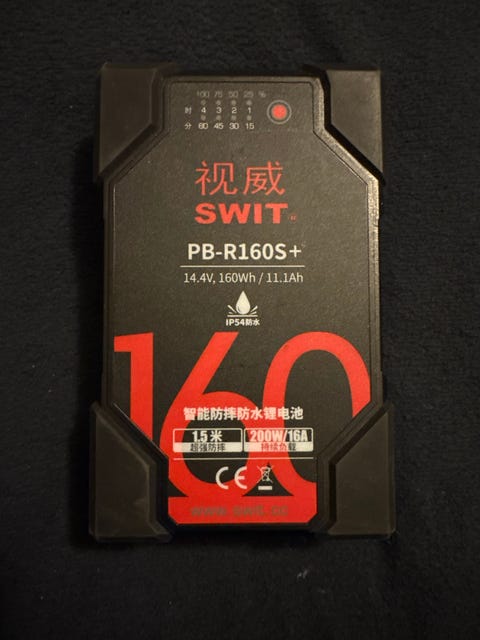 100 75 50 25 %
时 4 3 2 1
分 60 45 30 15
视威
SWIT
PB-R160S+
14.4V, 160Wh / 11.1Ah
IP54防水
160
智能防摔防水锂电池
1.5 米 200W/16A
超强防摔 持续负载
CE